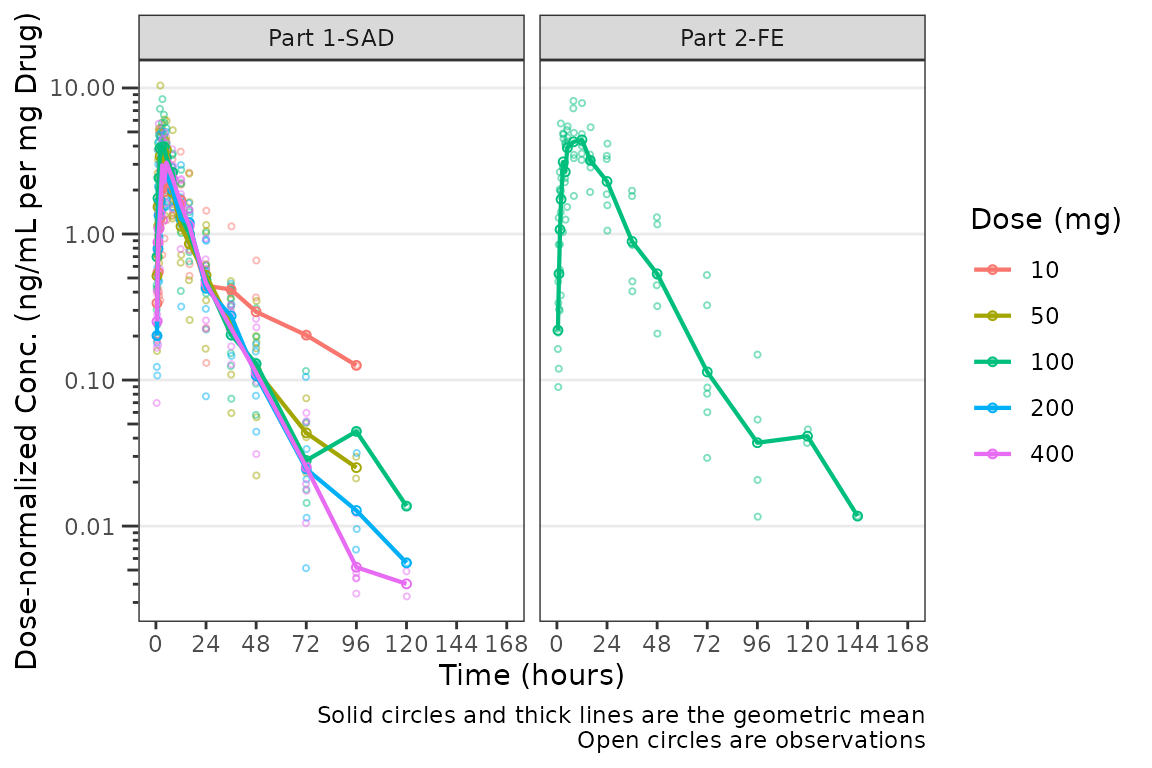 Part 1-SAD
Part 2-FE
Dose-normalized Conc. (ng/mL per mg Drug)
10.00
1.00
0.10
0.01
0 24 48 72 96 120 144 168
0 24 48 72 96 120 144 168
Time (hours)
Dose (mg)
10
50
100
200
400
Solid circles and thick lines are the geometric mean
Open circles are observations